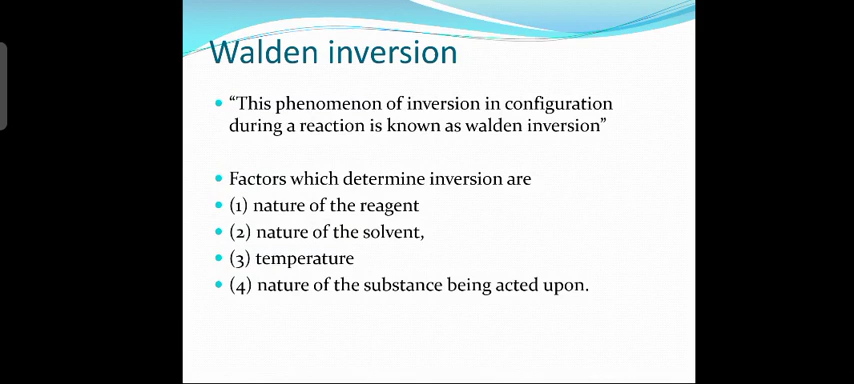 Walden inversion
• “This phenomenon of inversion in configuration
during a reaction is known as walden inversion”
• Factors which determine inversion are
• (1) nature of the reagent
• (2) nature of the solvent,
• (3) temperature
• (4) nature of the substance being acted upon.